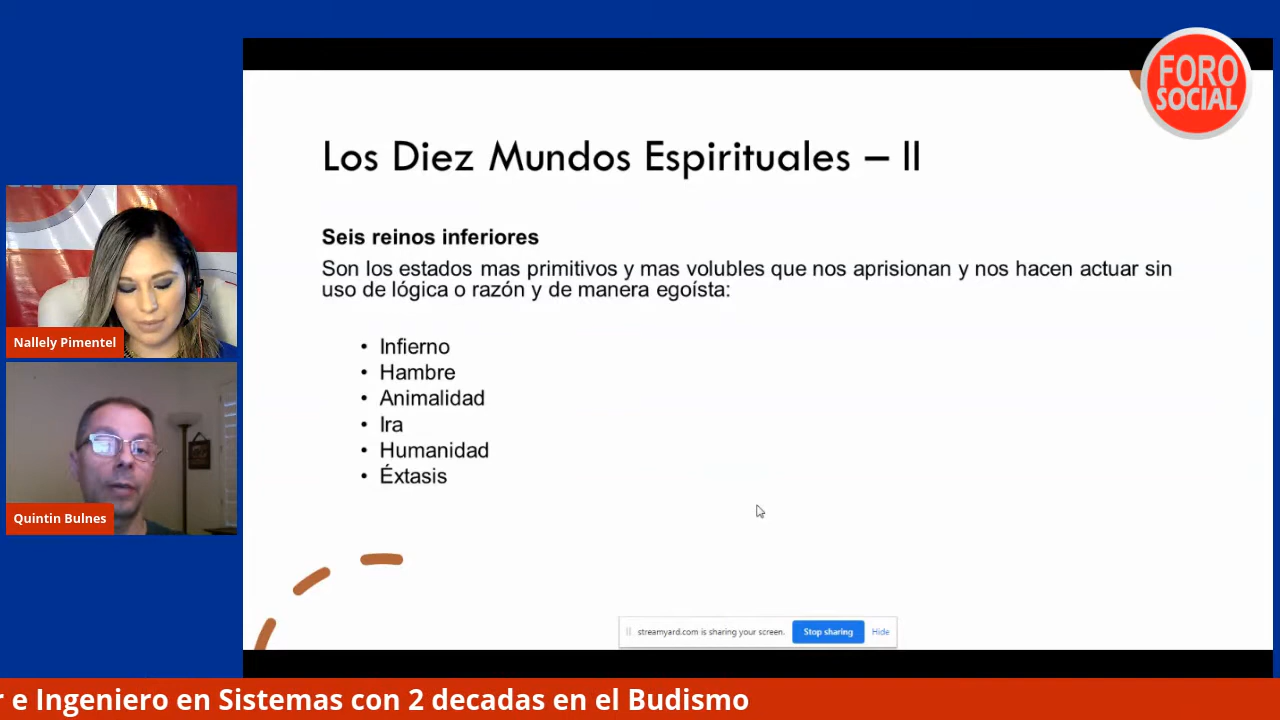 FORO
SOCIAL
Los Diez Mundos Espirituales – II
Seis reinos inferiores
Son los estados mas primitivos y mas volubles que nos aprisionan y nos hacen actuar sin
uso de lógica o razón y de manera egoísta:
• Infierno
• Hambre
• Animalidad
• Ira
• Humanidad
• Éxtasis
Nallely Pimentel
Quintin Bulnes
streamyard.com is sharing your screen.
Stop sharing
Hide
e Ingeniero en Sistemas con 2 decadas en el Budismo